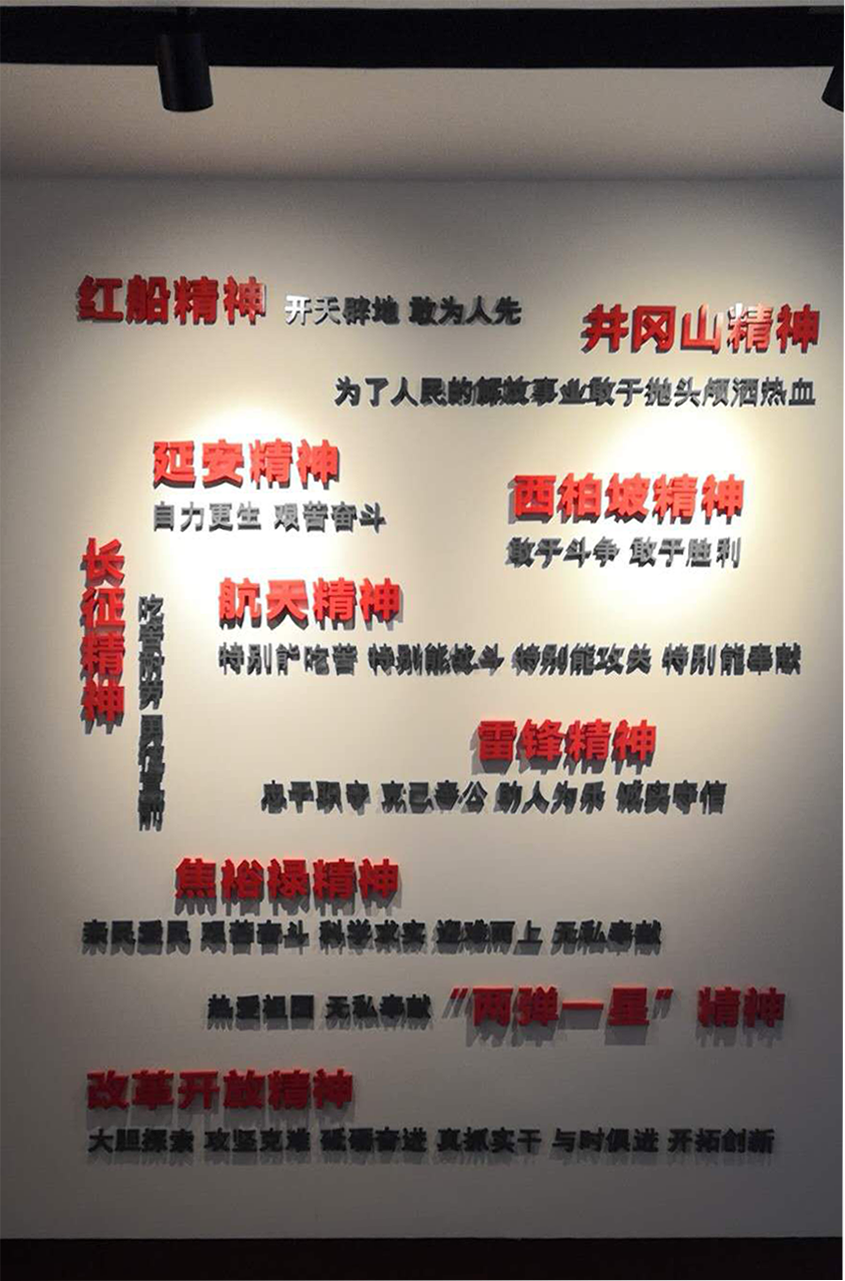 红船精神 开天辟地 敢为人先
井冈山精神
为了人民的解放事业敢于抛头颅洒热血
延安精神
自力更生 艰苦奋斗
西柏坡精神
敢于斗争 敢于胜利
长征精神
吃苦耐劳 勇往直前
航天精神
特别能吃苦 特别能战斗 特别能攻关 特别能奉献
雷锋精神
忠于职守 克己奉公 助人为乐 诚实守信
焦裕禄精神
亲民爱民 艰苦奋斗 科学求实 迎难而上 无私奉献
热爱祖国 无私奉献 “两弹一星”精神
改革开放精神
大胆探索 攻坚克难 砥砺奋进 真抓实干 与时俱进 开拓创新